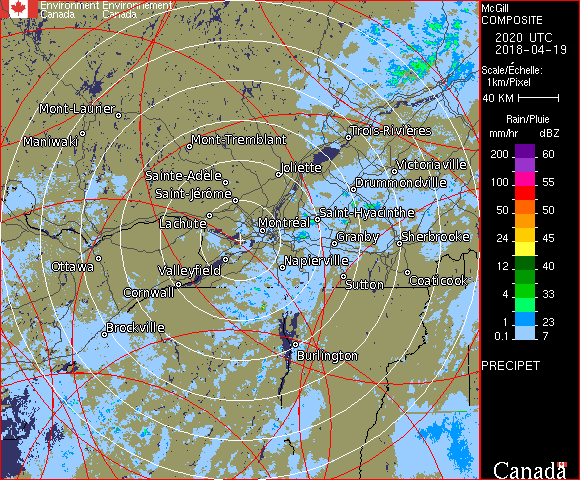 Environment Environnement
Canada Canada
McGill
COMPOSITE
2020 UTC
2018-04-19
Scale/Échelle:
1km/Pixel
40 KM
Rain/Pluie
mm/hr dBZ
200 60
100 55
50 50
24 45
12 40
4 33
1 23
0.1 7
PRECIPET
Canada
Mont-Laurier
Maniwaki
Mont-Tremblant
Trois-Rivières
Sainte-Adèle
Joliette
Victoriaville
Saint-Jérôme
Drummondville
Lachute
Saint-Hyacinthe
Montréal
Granby
Sherbrooke
Ottawa
Valleyfield
Napierville
Cornwall
Sutton
Coaticook
Brockville
Burlington